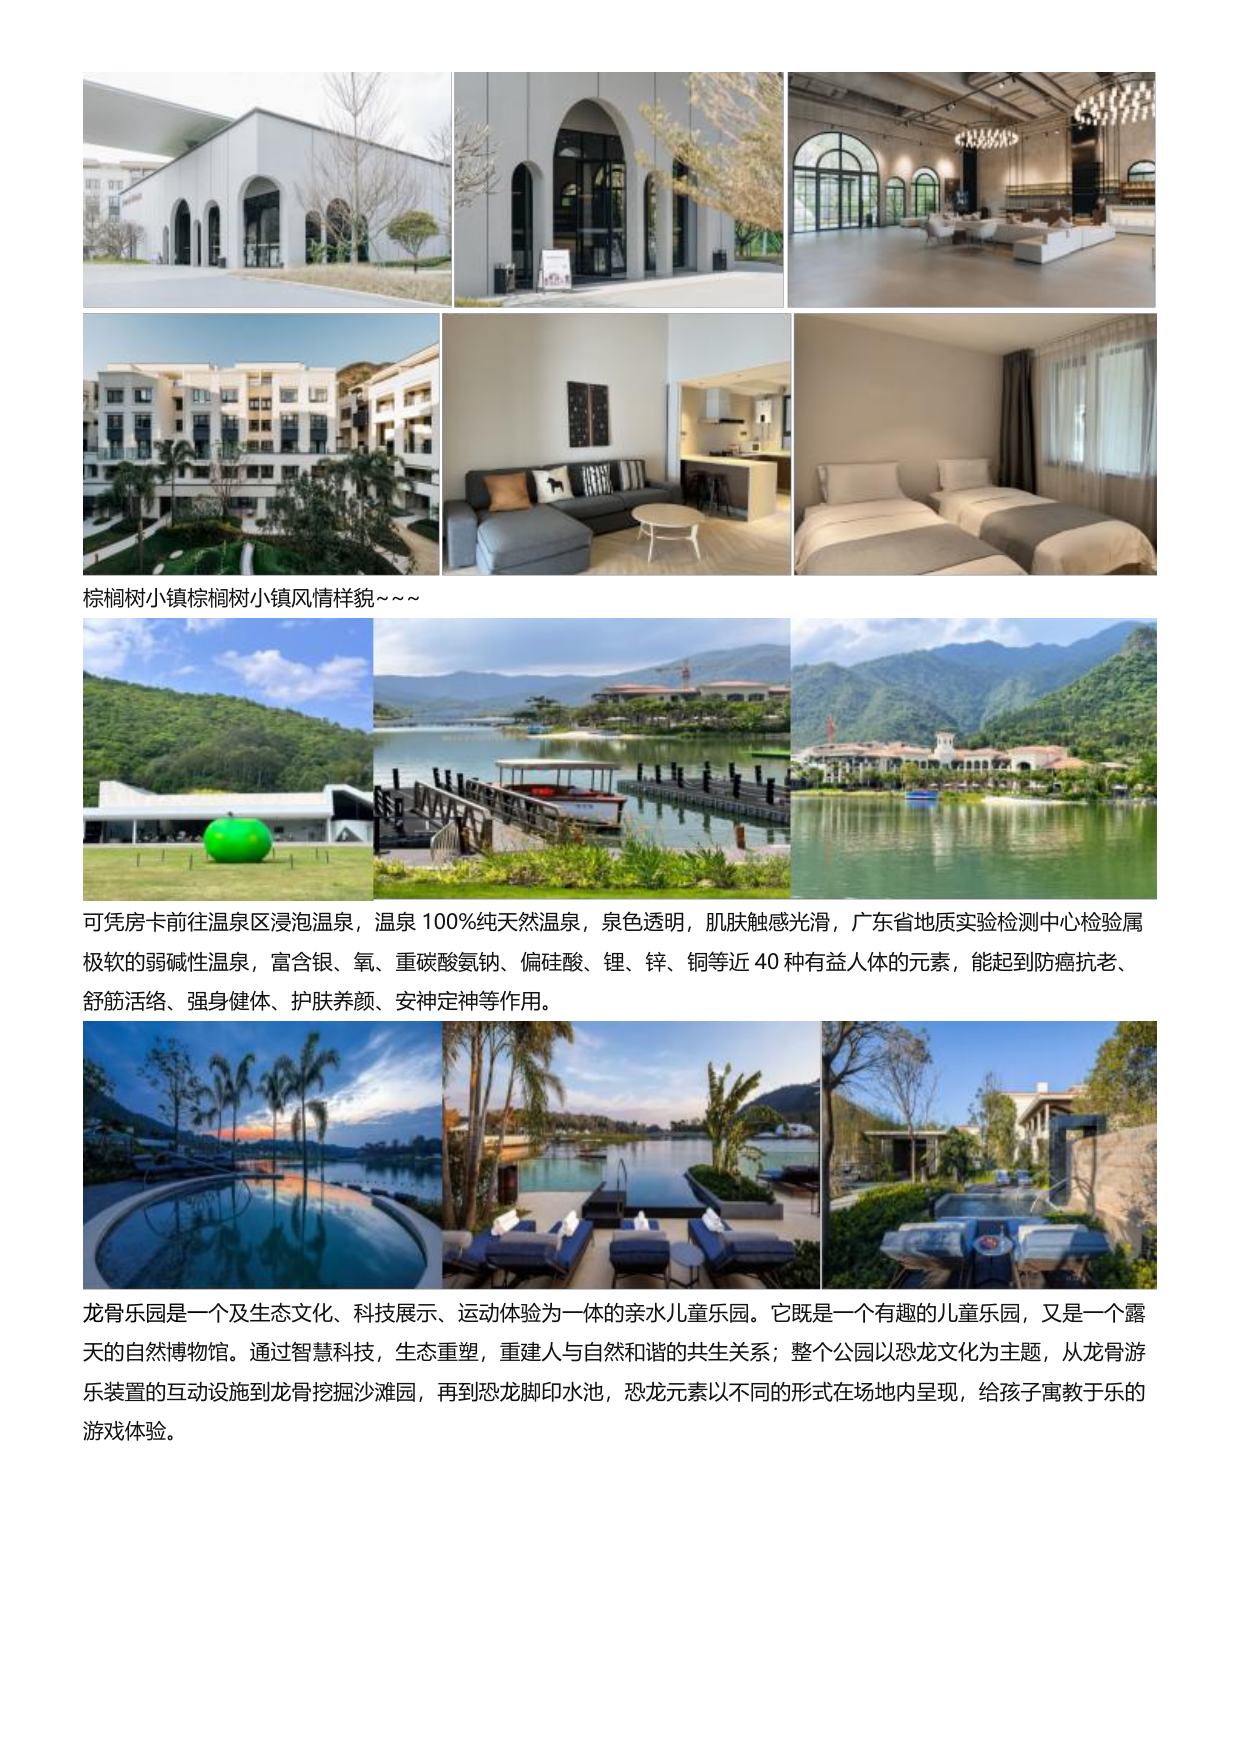 棕榈树小镇棕榈树小镇风情样貌~~~
可凭房卡前往温泉区浸泡温泉，温泉 100%纯天然温泉，泉色透明，肌肤触感光滑，广东省地质实验检测中心检验属
极软的弱碱性温泉，富含银、氧、重碳酸氨钠、偏硅酸、锂、锌、铜等近 40 种有益人体的元素，能起到防癌抗老、
舒筋活络、强身健体、护肤养颜、安神定神等作用。
龙骨乐园是一个及生态文化、科技展示、运动体验为一体的亲水儿童乐园。它既是一个有趣的儿童乐园，又是一个露
天的自然博物馆。通过智慧科技，生态重塑，重建人与自然和谐的共生关系；整个公园以恐龙文化为主题，从龙骨游
乐装置的互动设施到龙骨挖掘沙滩园，再到恐龙脚印水池，恐龙元素以不同的形式在场地内呈现，给孩子寓教于乐的
游戏体验。